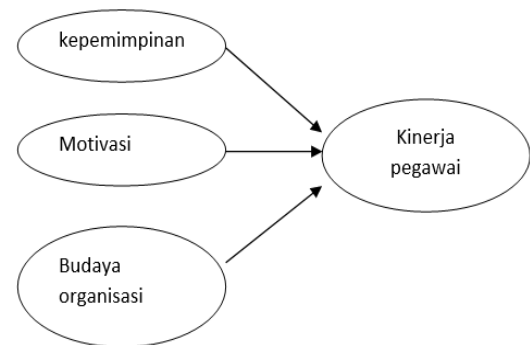 kepemimpinan
Motivasi
Kinerja
pegawai
Budaya
organisasi